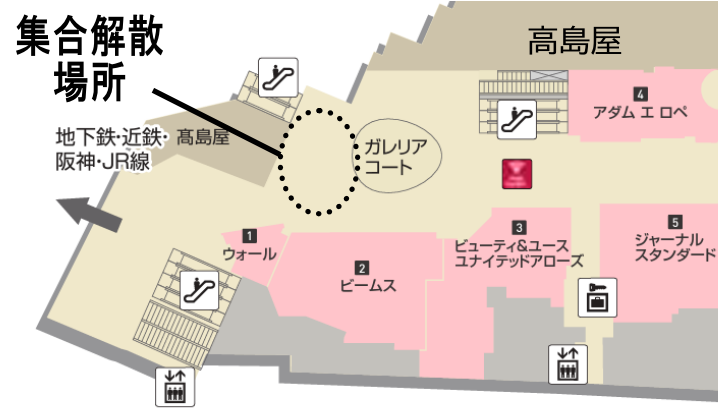 集合解散
場所
高島屋
4
アダム エ ロペ
地下鉄・近鉄・
阪神・JR線
髙島屋
ガレリア
コート
1
ウォール
2
ビームス
3
ビューティ&ユース
ユナイテッドアローズ
5
ジャーナル
スタンダード